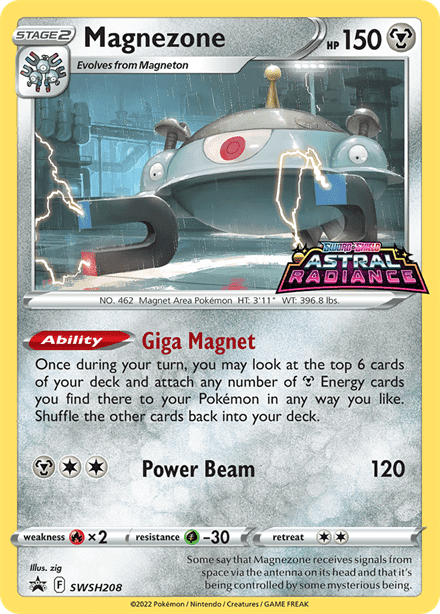 STAGE2
Magnezone
HP 150
Evolves from Magneton
SWORD & SHIELD
ASTRAL
RADIANCE
NO. 462 Magnet Area Pokémon HT: 3'11" WT: 396.8 lbs.
Ability Giga Magnet
Once during your turn, you may look at the top 6 cards
of your deck and attach any number of Energy cards
you find there to your Pokémon in any way you like.
Shuffle the other cards back into your deck.
Power Beam 120
weakness ×2 resistance -30 retreat
Illus. zig
F SWSH208
Some say that Magnezone receives signals from
space via the antenna on its head and that it's
being controlled by some mysterious being.
©2022 Pokémon / Nintendo / Creatures / GAME FREAK